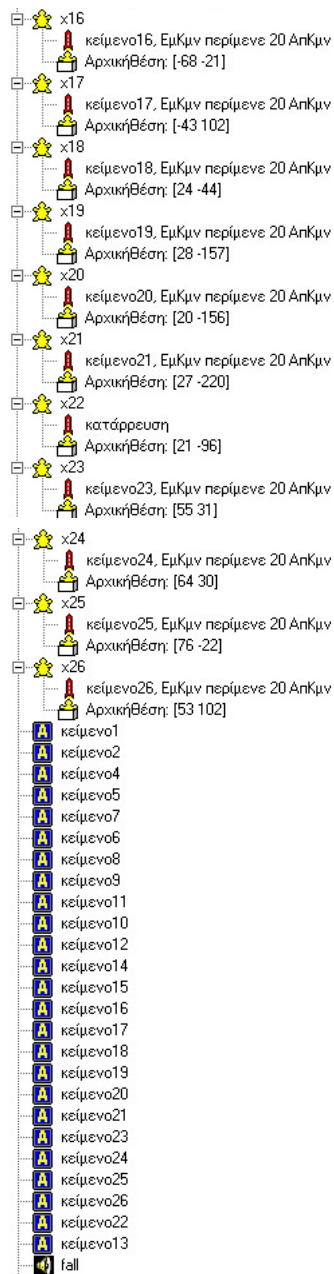 x16
κείμενο16, ΕμΚμν περίμενε 20 ΑπΚμν
ΑρχικήΘέση: [-68 -21]
x17
κείμενο17, ΕμΚμν περίμενε 20 ΑπΚμν
ΑρχικήΘέση: [-43 102]
x18
κείμενο18, ΕμΚμν περίμενε 20 ΑπΚμν
ΑρχικήΘέση: [24 -44]
x19
κείμενο19, ΕμΚμν περίμενε 20 ΑπΚμν
ΑρχικήΘέση: [28 -157]
x20
κείμενο20, ΕμΚμν περίμενε 20 ΑπΚμν
ΑρχικήΘέση: [20 -156]
x21
κείμενο21, ΕμΚμν περίμενε 20 ΑπΚμν
ΑρχικήΘέση: [27 -220]
x22
κατάρρευση
ΑρχικήΘέση: [21 -96]
x23
κείμενο23, ΕμΚμν περίμενε 20 ΑπΚμν
ΑρχικήΘέση: [55 31]
x24
κείμενο24, ΕμΚμν περίμενε 20 ΑπΚμν
ΑρχικήΘέση: [64 30]
x25
κείμενο25, ΕμΚμν περίμενε 20 ΑπΚμν
ΑρχικήΘέση: [76 -22]
x26
κείμενο26, ΕμΚμν περίμενε 20 ΑπΚμν
ΑρχικήΘέση: [53 102]
κείμενο1
κείμενο2
κείμενο4
κείμενο5
κείμενο7
κείμενο6
κείμενο8
κείμενο9
κείμενο11
κείμενο10
κείμενο12
κείμενο14
κείμενο15
κείμενο16
κείμενο17
κείμενο18
κείμενο19
κείμενο20
κείμενο21
κείμενο23
κείμενο24
κείμενο25
κείμενο26
κείμενο22
κείμενο13
fall